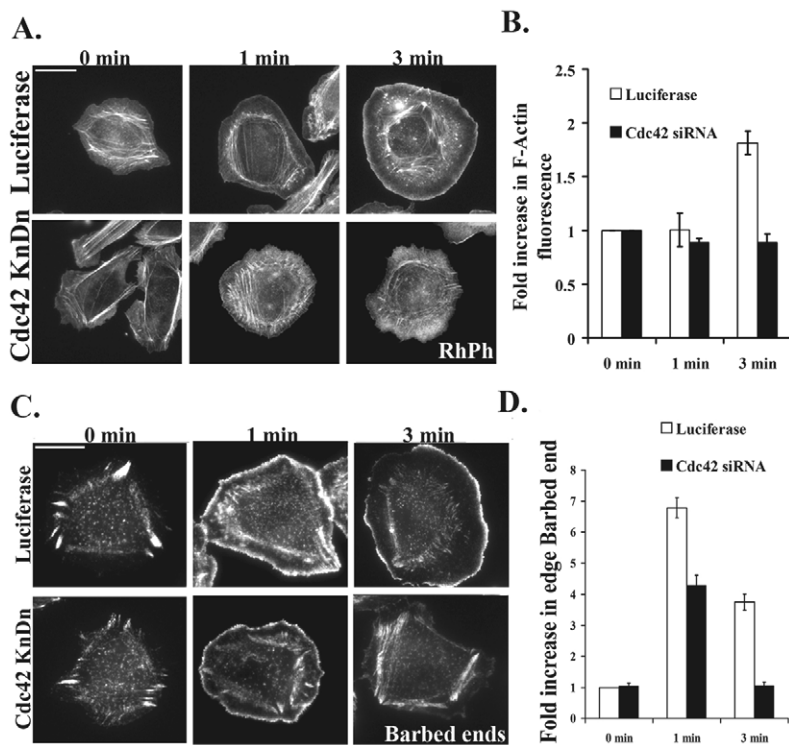 A.
0 min 1 min 3 min
Luciferase
Cdc42 KnDn
RhPh
B.
Fold increase in F-Actin
fluorescence
2.5
2
1.5
1
0.5
0
Luciferase
Cdc42 siRNA
0 min 1 min 3 min
C.
0 min 1 min 3 min
Luciferase
Cdc42 KnDn
Barbed ends
D.
Luciferase
Cdc42 siRNA
Fold increase in edge Barbed end
8
7
6
5
4
3
2
1
0
0 min 1 min 3 min